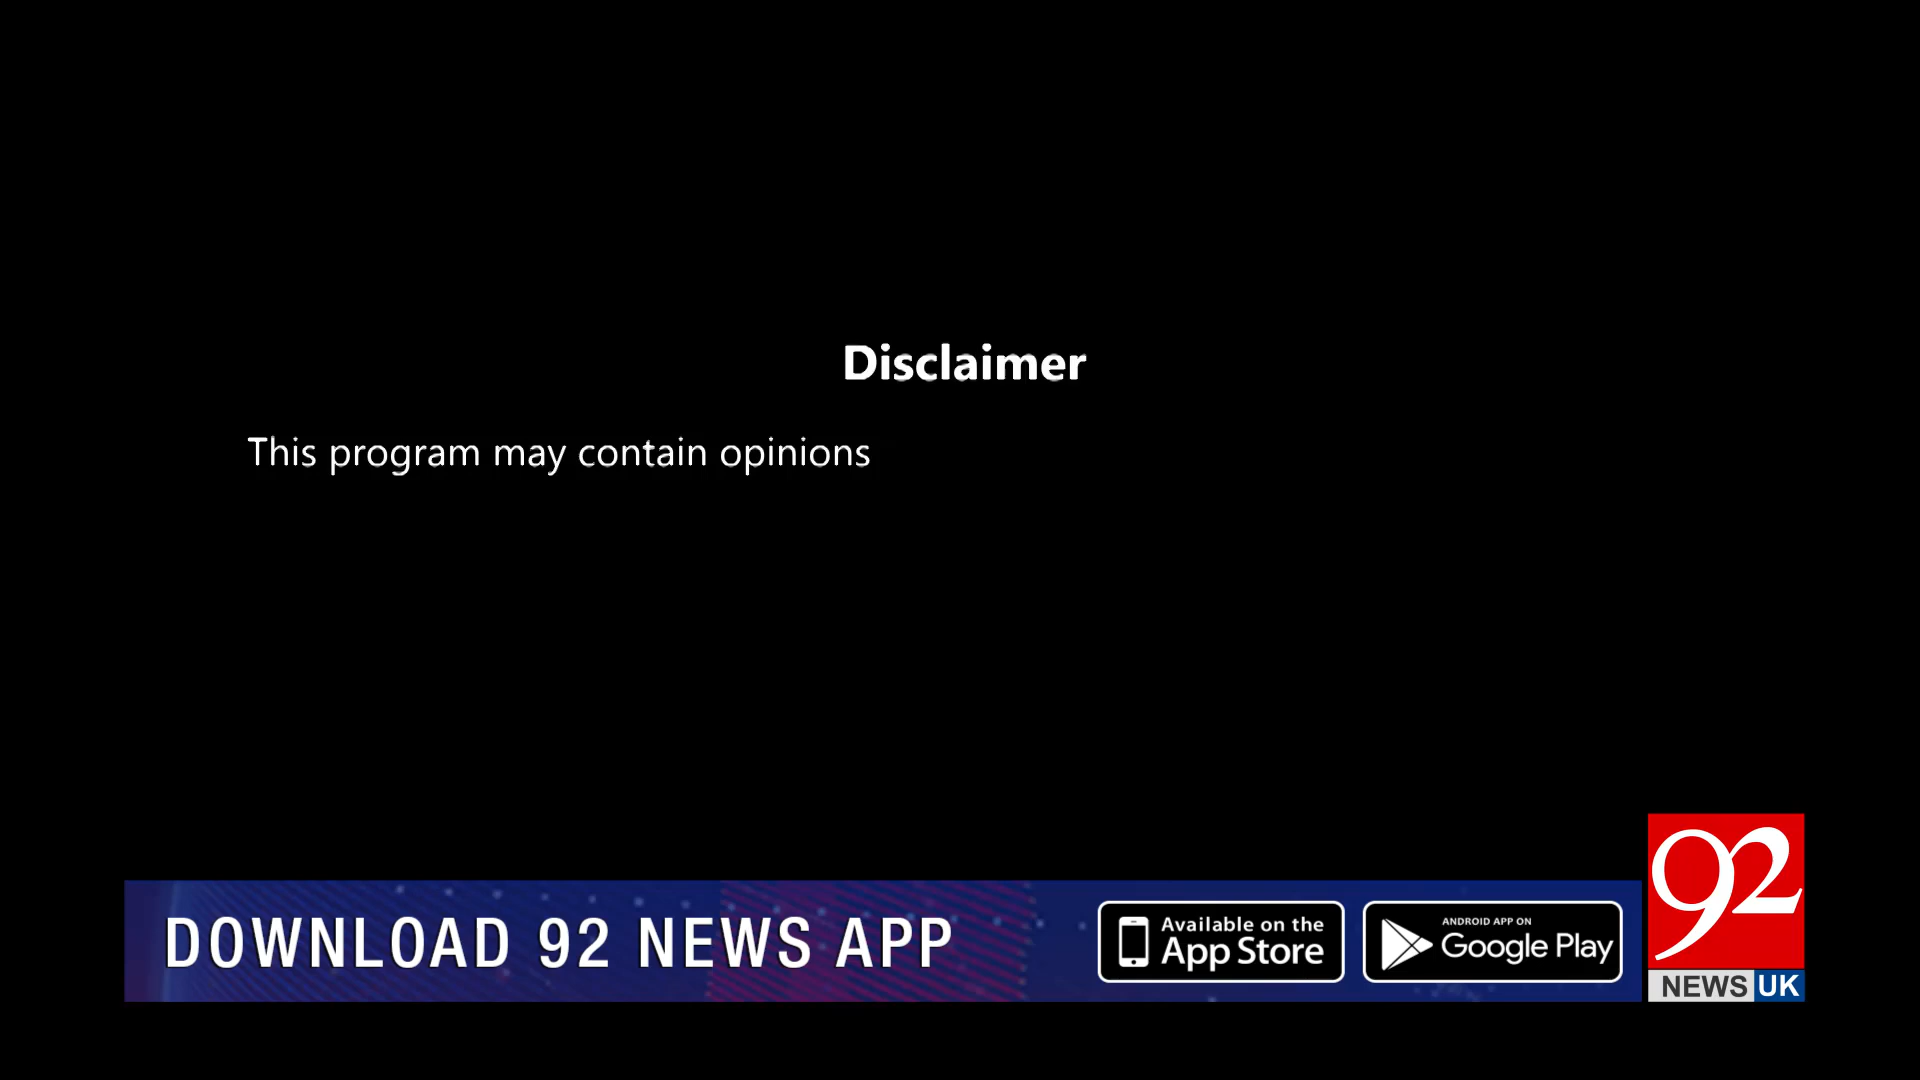 Disclaimer
This program may contain opinions
DOWNLOAD 92 NEWS APP
Available on the
App Store
ANDROID APP ON
Google Play
92
NEWS UK